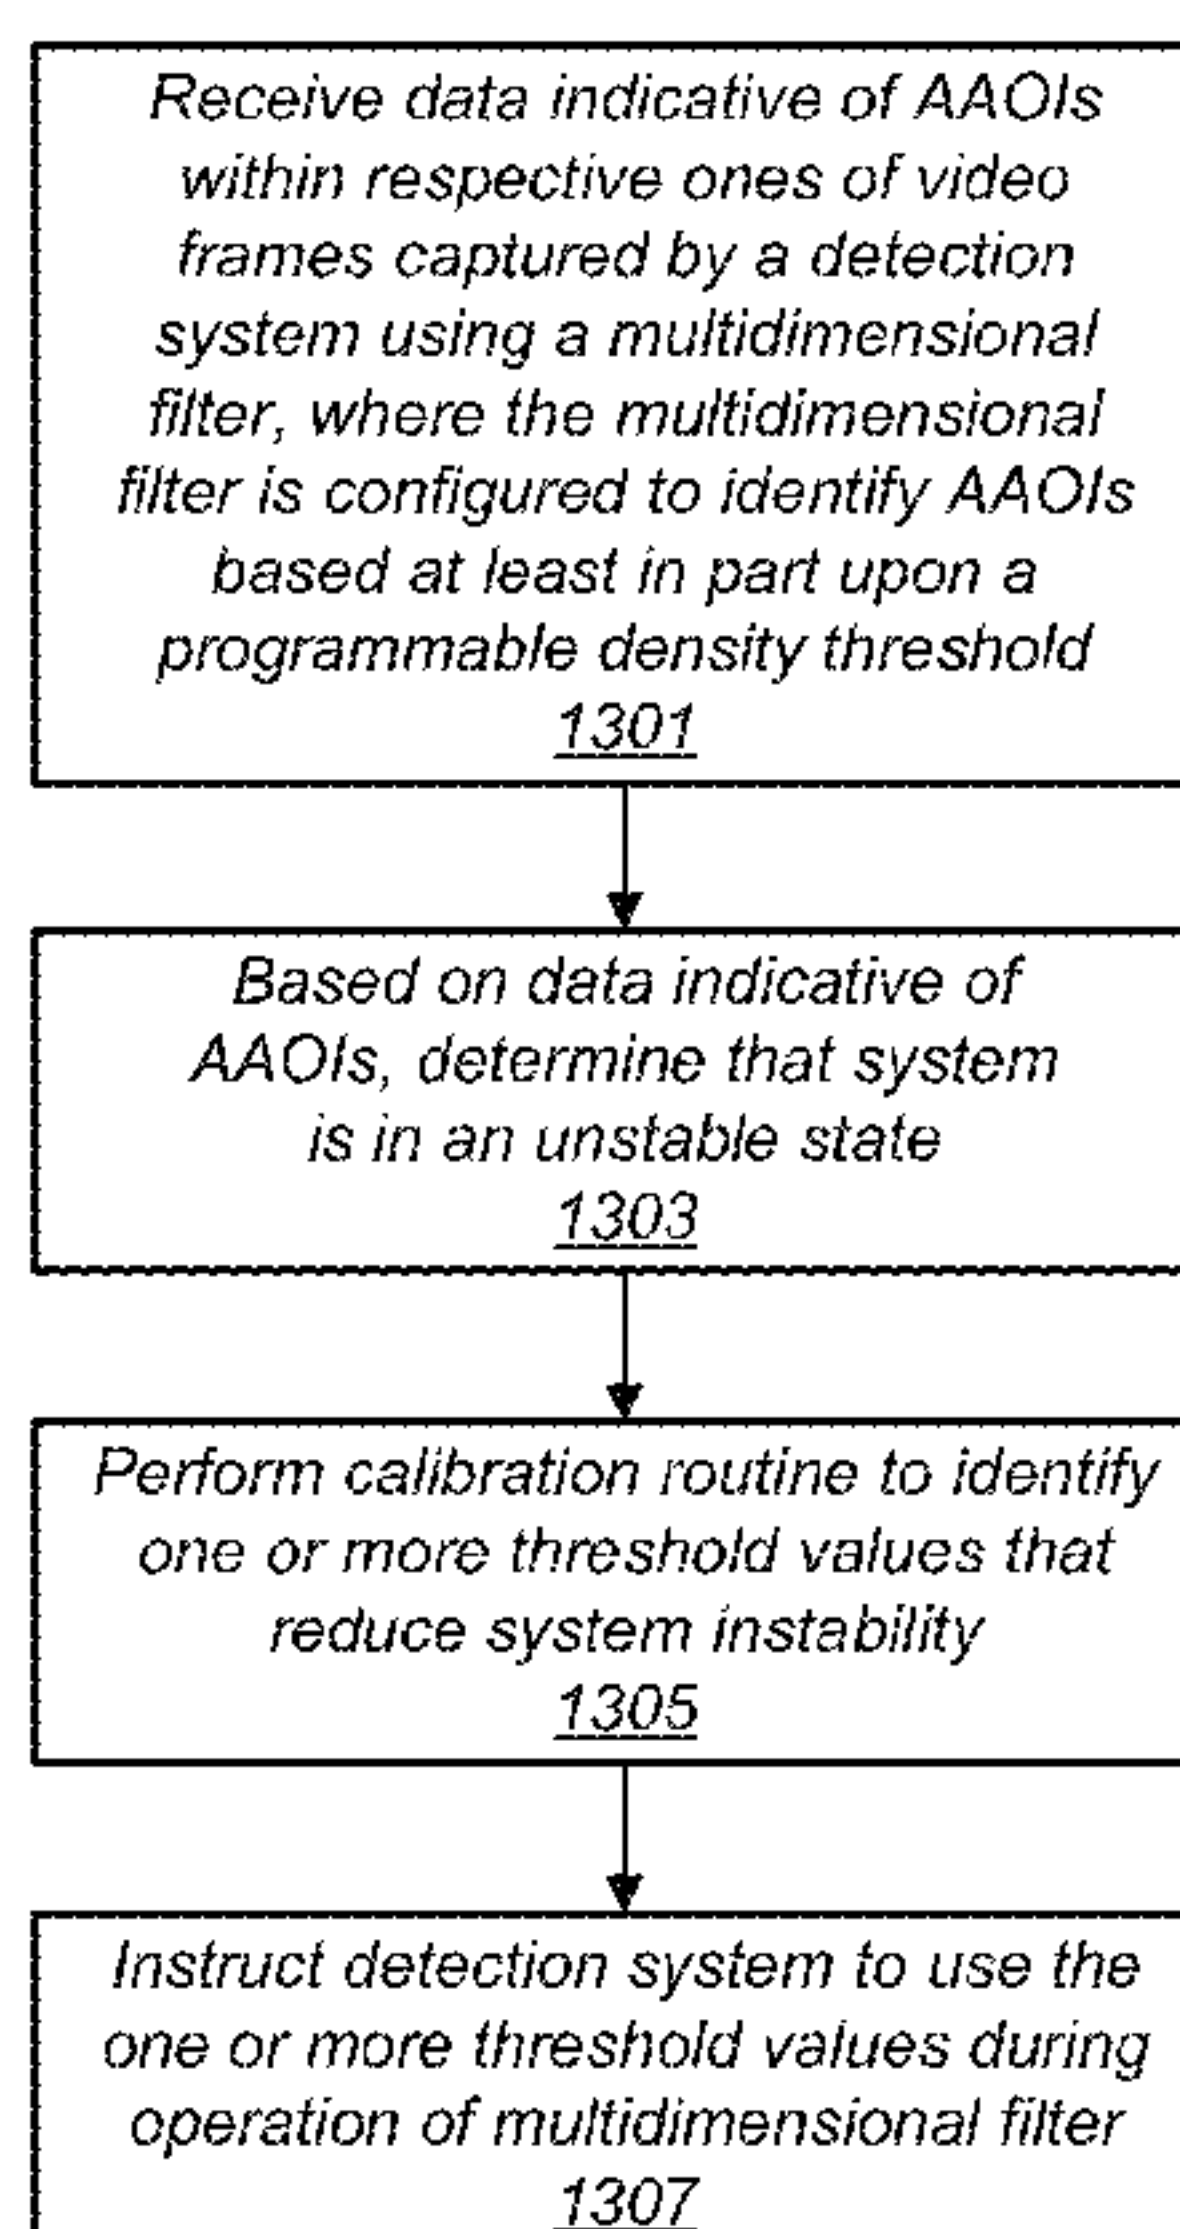 Receive data indicative of AAOIs
within respective ones of video
frames captured by a detection
system using a multidimensional
filter, where the multidimensional
filter is configured to identify AAOIs
based at least in part upon a
programmable density threshold
1301
Based on data indicative of
AAOIs, determine that system
is in an unstable state
1303
Perform calibration routine to identify
one or more threshold values that
reduce system instability
1305
Instruct detection system to use the
one or more threshold values during
operation of multidimensional filter
1307